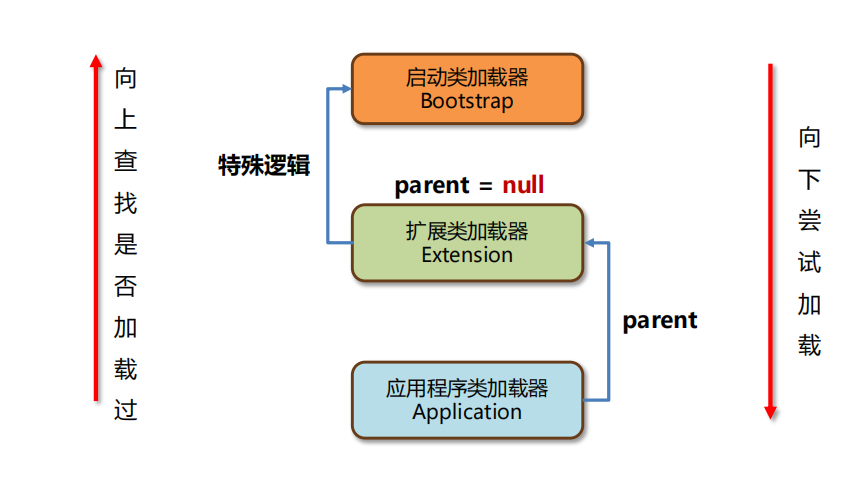 向上查找是否加载过
启动类加载器
Bootstrap
特殊逻辑
parent = null
扩展类加载器
Extension
parent
应用程序类加载器
Application
向下尝试加载